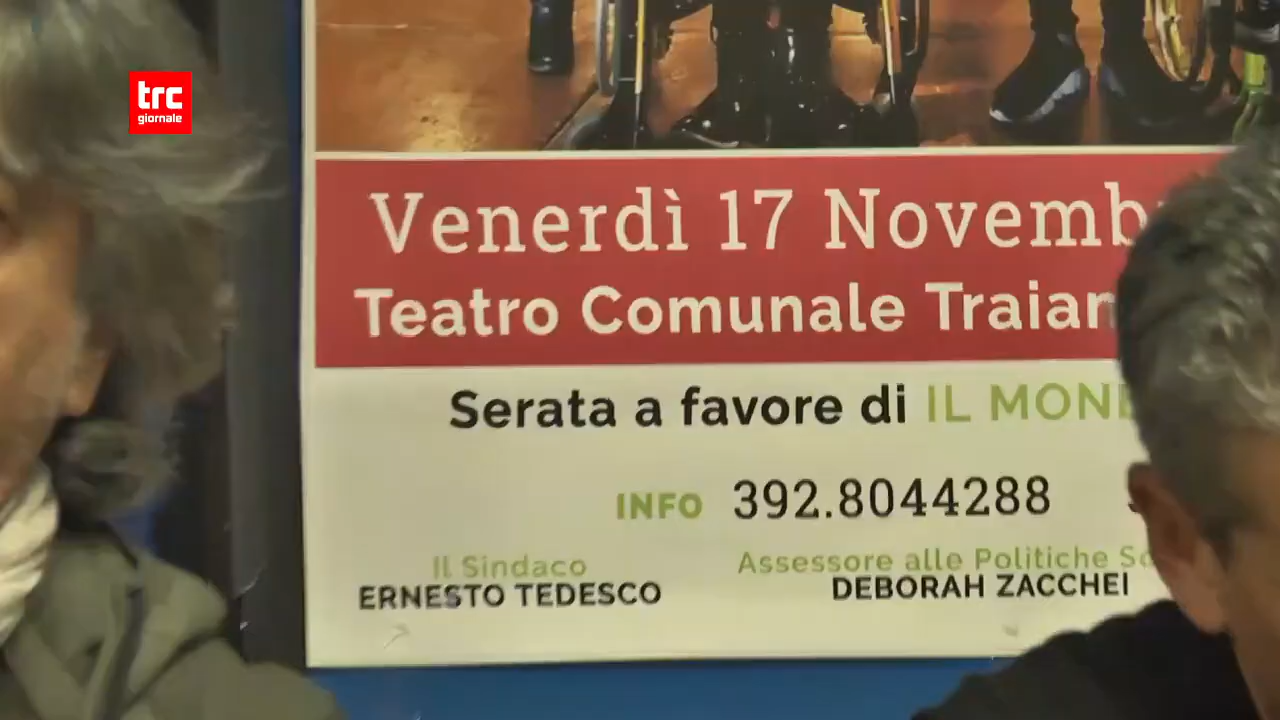 trc
giornale
Venerdì 17 Novemb
Teatro Comunale Traian
Serata a favore di IL MON
INFO 392.8044288
Il Sindaco
ERNESTO TEDESCO
Assessore alle Politiche So
DEBORAH ZACCHEI